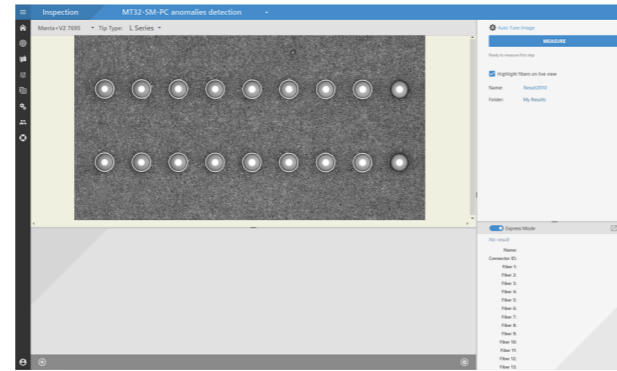 Inspection
MT32-SM-PC anomalies detection
Manta+V2 7695
Tip Type: L Series
Auto Tune Image
MEASURE
Ready to measure first step
Highlight fibers on live view
Name: Result2010
Folder: My Results
Express Mode
No result
Name:
Connector ID:
Fiber 1:
Fiber 2:
Fiber 3:
Fiber 4:
Fiber 5:
Fiber 6:
Fiber 7:
Fiber 8:
Fiber 9:
Fiber 10:
Fiber 11:
Fiber 12:
Fiber 13: